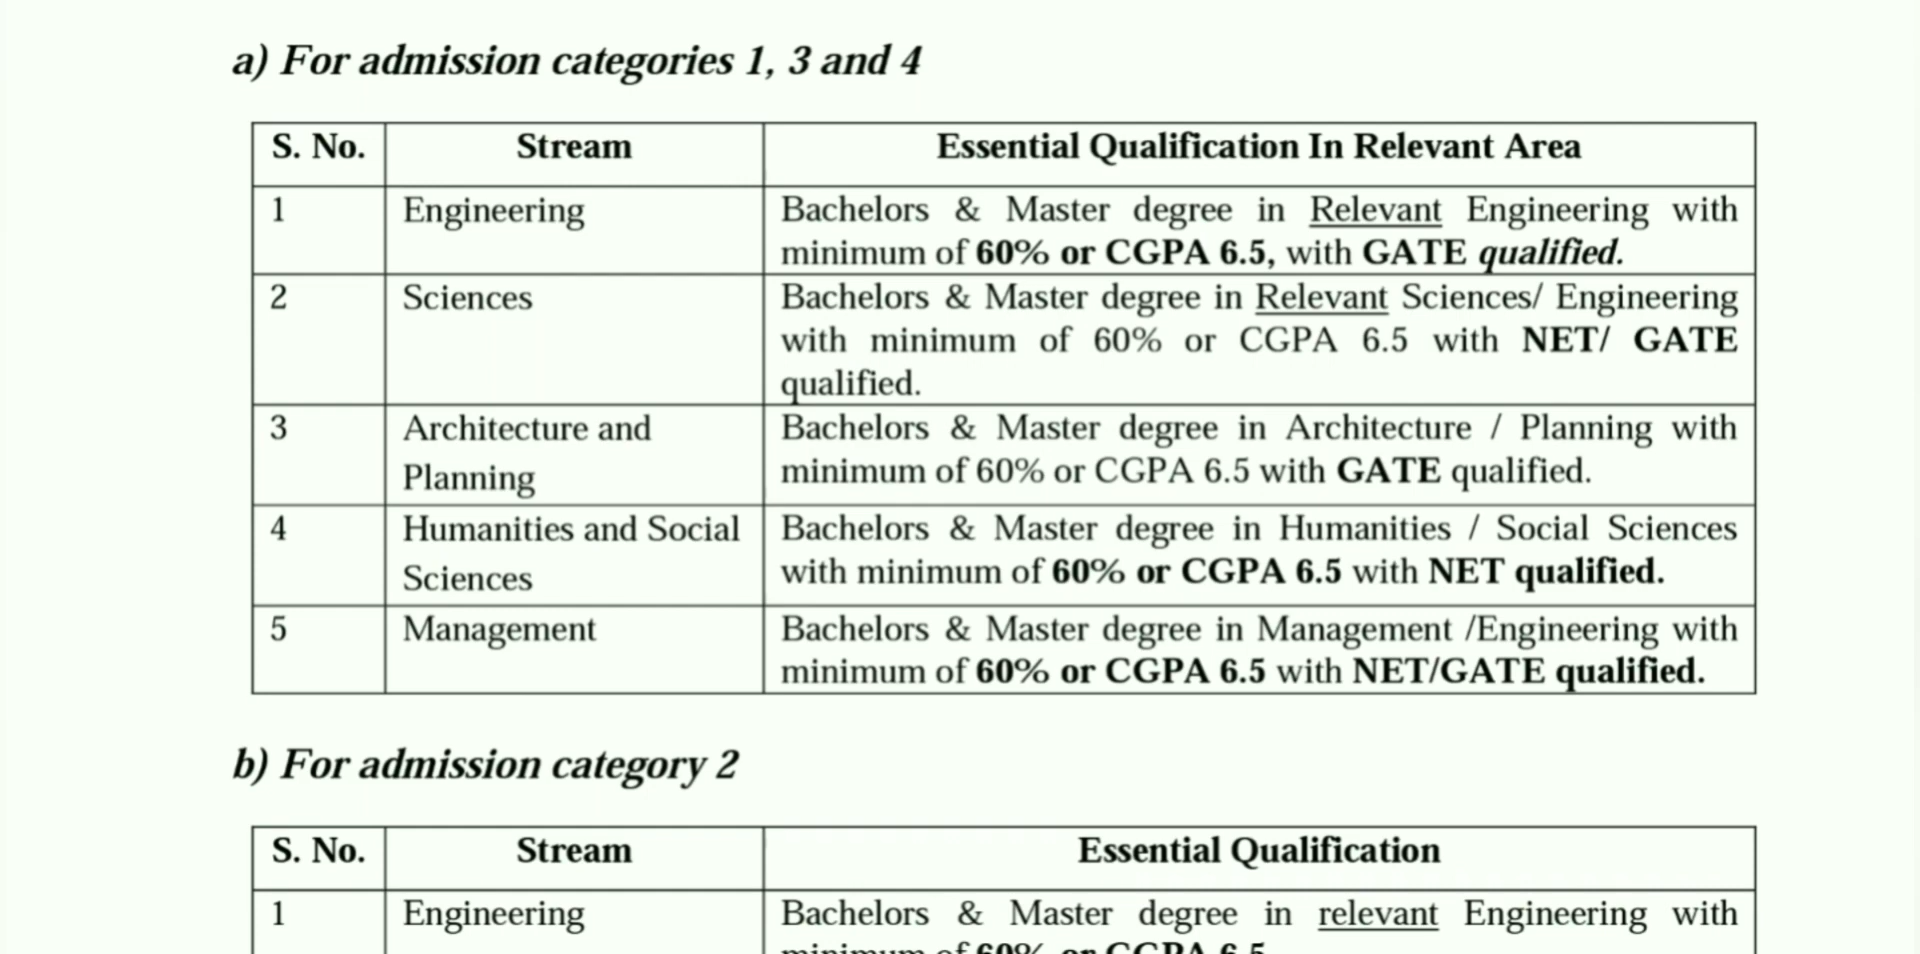 a) For admission categories 1, 3 and 4
S. No. Stream Essential Qualification In Relevant Area
1 Engineering Bachelors & Master degree in Relevant Engineering with
minimum of 60% or CGPA 6.5, with GATE qualified.
2 Sciences Bachelors & Master degree in Relevant Sciences/ Engineering
with minimum of 60% or CGPA 6.5 with NET/ GATE
qualified.
3 Architecture and Bachelors & Master degree in Architecture / Planning with
Planning minimum of 60% or CGPA 6.5 with GATE qualified.
4 Humanities and Social Bachelors & Master degree in Humanities / Social Sciences
Sciences with minimum of 60% or CGPA 6.5 with NET qualified.
5 Management Bachelors & Master degree in Management /Engineering with
minimum of 60% or CGPA 6.5 with NET/GATE qualified.
b) For admission category 2
S. No. Stream Essential Qualification
1 Engineering Bachelors & Master degree in relevant Engineering with
minimum of 60% or CGPA 6.5